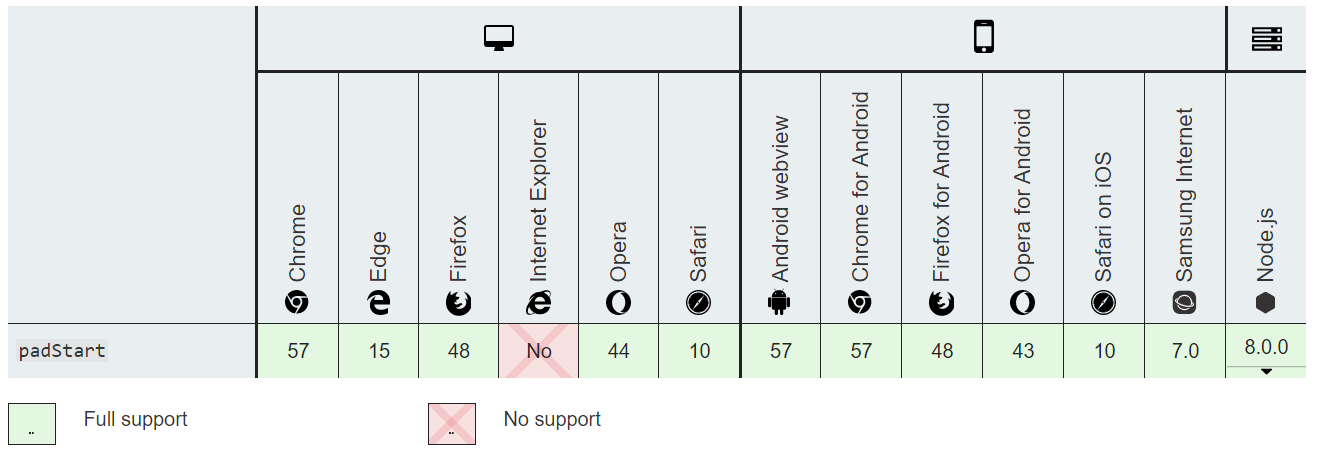 Chrome
Edge
Firefox
Internet Explorer
Opera
Safari
Android webview
Chrome for Android
Firefox for Android
Opera for Android
Safari on iOS
Samsung Internet
Node.js
padStart 57 15 48 No 44 10 57 57 48 43 10 7.0 8.0.0
.. Full support .. No support